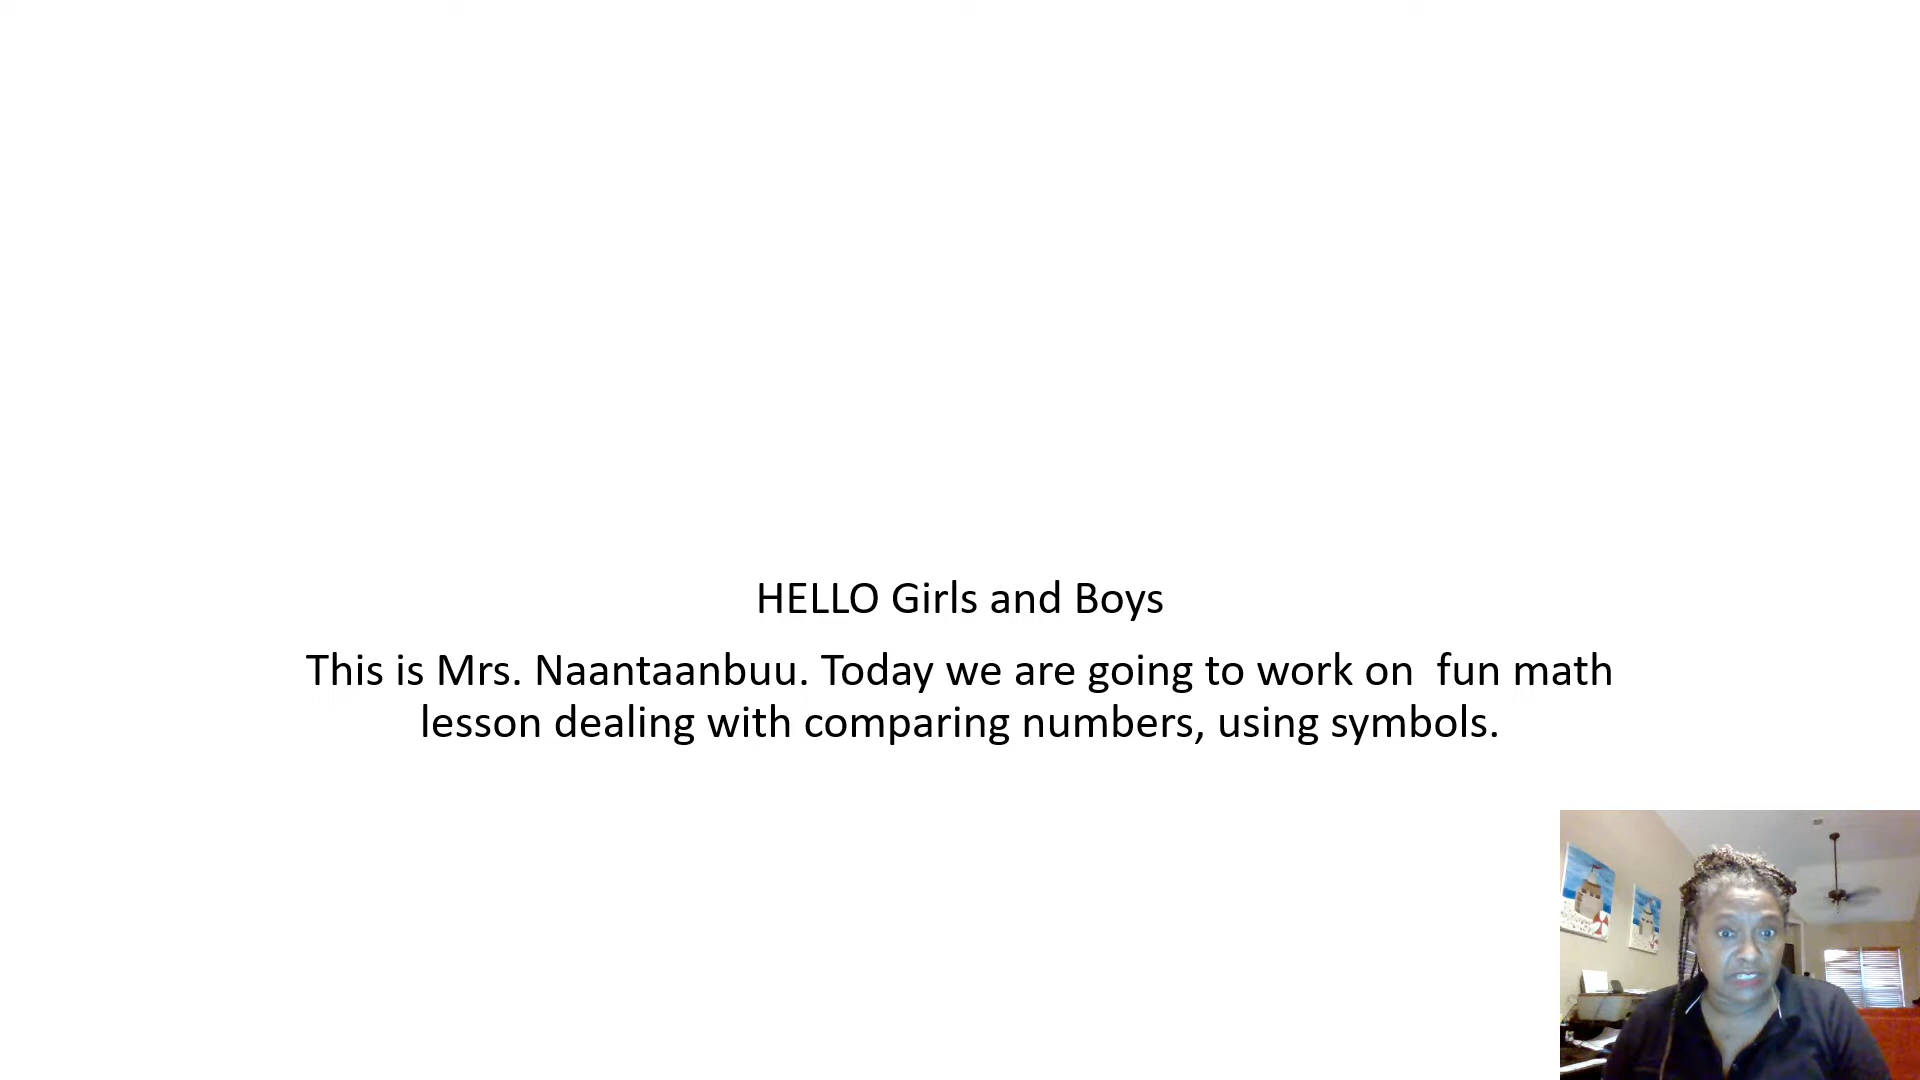 HELLO Girls and Boys
This is Mrs. Naantaanbuu. Today we are going to work on  fun math
lesson dealing with comparing numbers, using symbols.